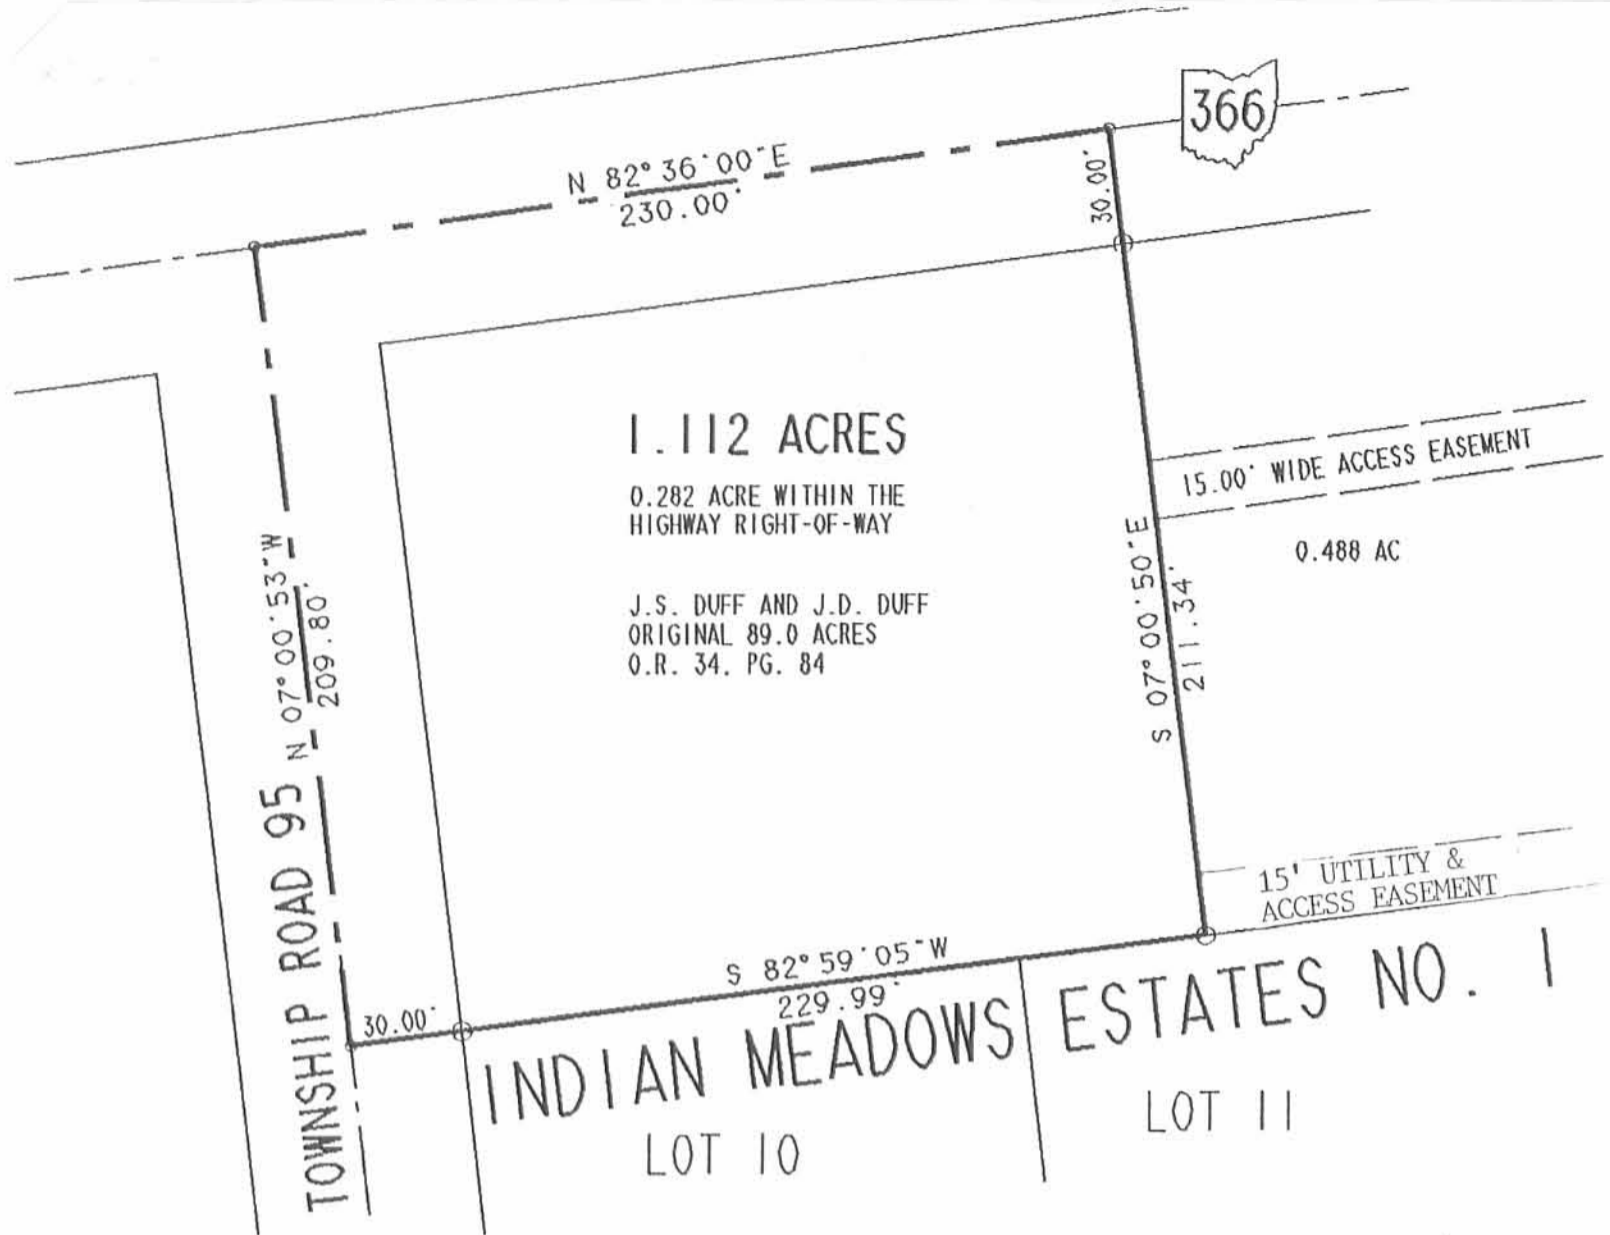 366
N 82° 36' 00" E
230.00'
30.00'
1.112 ACRES
0.282 ACRE WITHIN THE
HIGHWAY RIGHT-OF-WAY
J.S. DUFF AND J.D. DUFF
ORIGINAL 89.0 ACRES
O.R. 34. PG. 84
15.00' WIDE ACCESS EASEMENT
0.488 AC
S 07° 00' 50" E
211.34'
TOWNSHIP ROAD 95
N 07° 00' 53" W
209.80'
15' UTILITY &
ACCESS EASEMENT
S 82° 59' 05" W
229.99'
30.00'
INDIAN MEADOWS ESTATES NO. 1
LOT 10
LOT 11